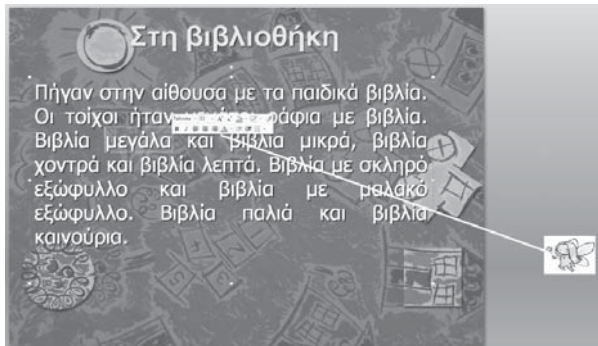 Στη βιβλιοθήκη
Πήγαν στην αίθουσα με τα παιδικά βιβλία.
Οι τοίχοι ήταν με βιβλία.
Βιβλία μεγάλα και βιβλία μικρά, βιβλία
χοντρά και βιβλία λεπτά. Βιβλία με σκληρό
εξώφυλλο και βιβλία με μαλακό
εξώφυλλο. Βιβλία παλιά και βιβλία
καινούρια.